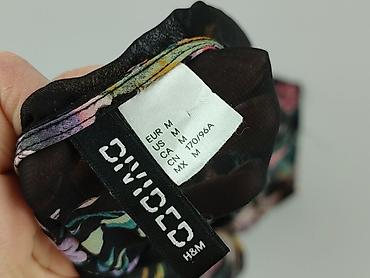 EUR M
US M
CA M
CN 170/96A
MX M
DIVIDED
H&M